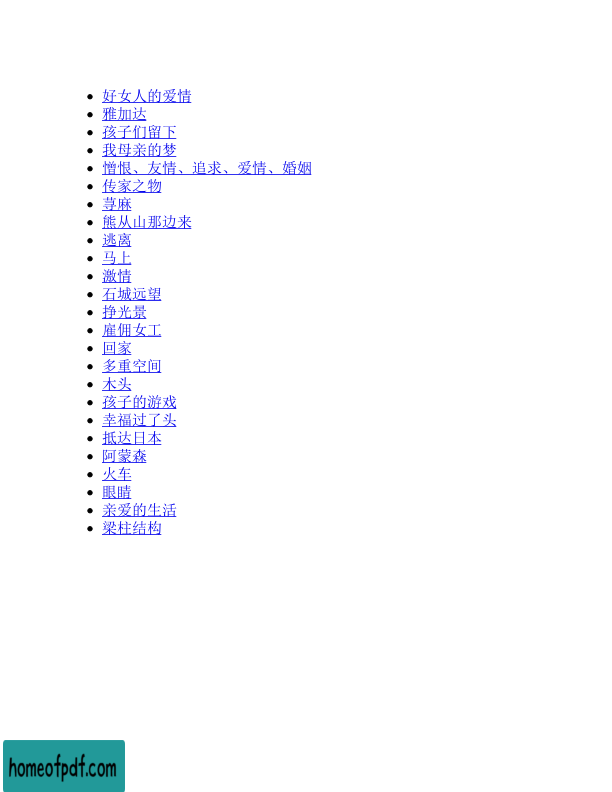 好女人的爱情
雅加达
孩子们留下
我母亲的梦
憎恨、友情、追求、爱情、婚姻
传家之物
荨麻
熊从山那边来
逃离
马上
激情
石城远望
挣光景
雇佣女工
回家
多重空间
木头
孩子的游戏
幸福过了头
抵达日本
阿蒙森
火车
眼睛
亲爱的生活
梁柱结构
homeofpdf.com